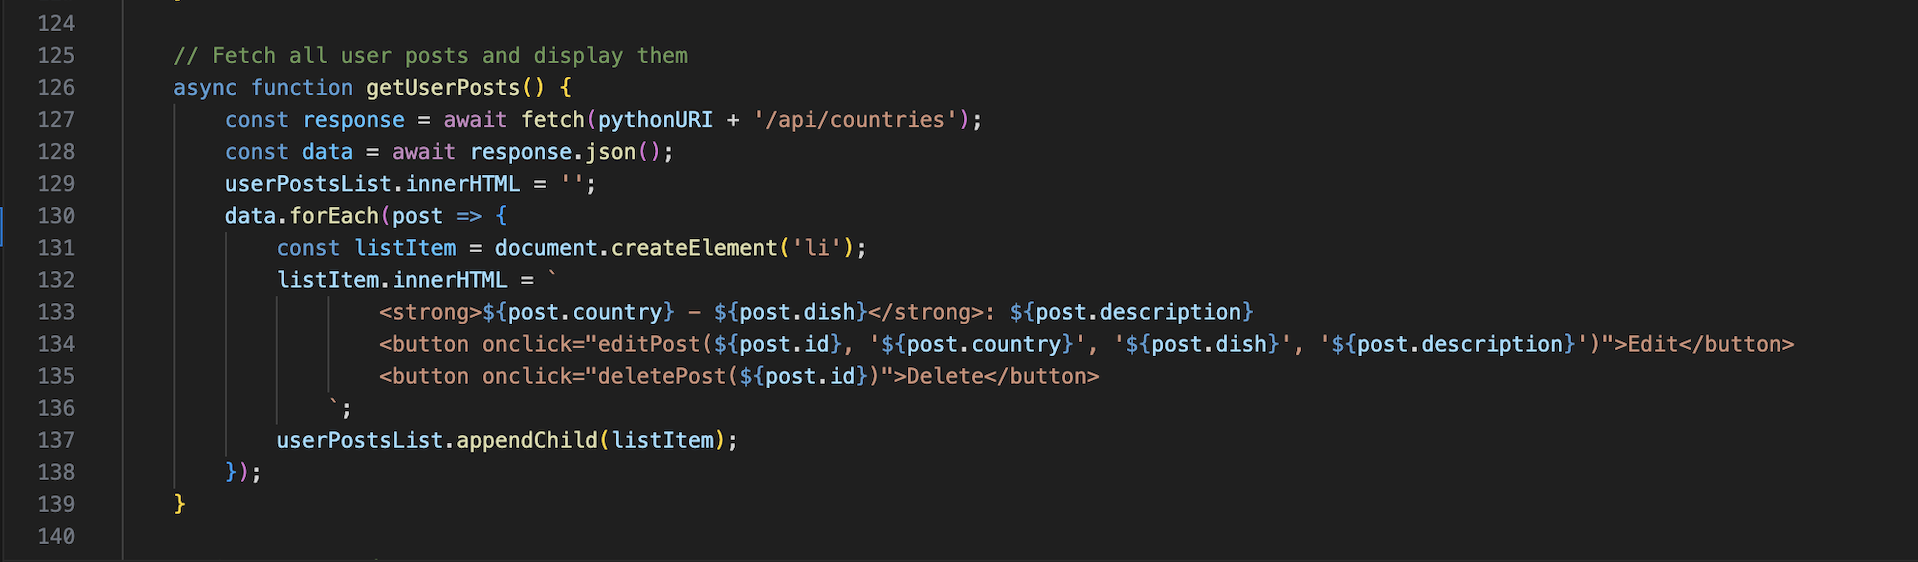 124
125 // Fetch all user posts and display them
126 async function getUserPosts() {
127 const response = await fetch(pythonURI + '/api/countries');
128 const data = await response.json();
129 userPostsList.innerHTML = '';
130 data.forEach(post => {
131 const listItem = document.createElement('li');
132 listItem.innerHTML = `
133 <strong>${post.country} – ${post.dish}</strong>: ${post.description}
134 <button onclick="editPost(${post.id}, '${post.country}', '${post.dish}', '${post.description}')">Edit</button>
135 <button onclick="deletePost(${post.id})">Delete</button>
136 `;
137 userPostsList.appendChild(listItem);
138 });
139 }
140